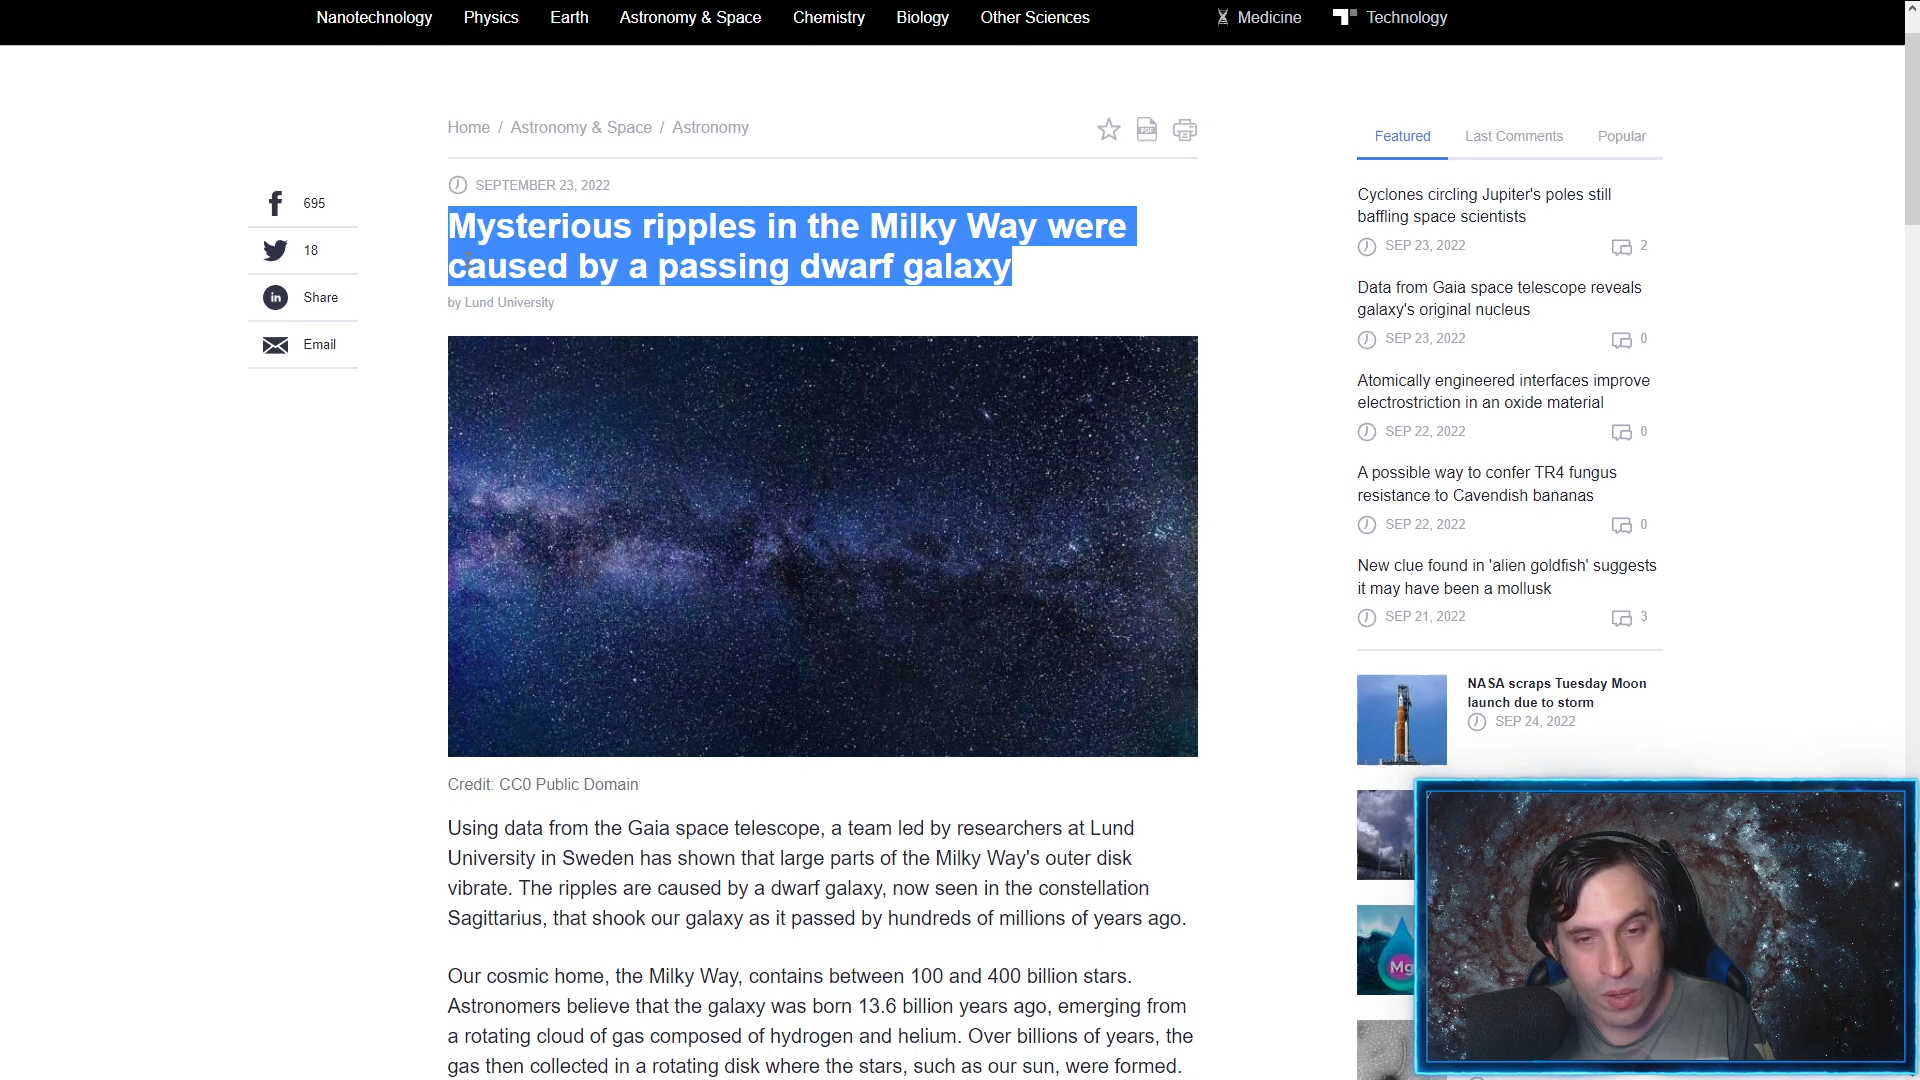 Nanotechnology Physics Earth Astronomy & Space Chemistry Biology Other Sciences Medicine Technology
Home / Astronomy & Space / Astronomy
PDF
SEPTEMBER 23, 2022
Mysterious ripples in the Milky Way were
caused by a passing dwarf galaxy
by Lund University
695
18
in Share
Email
Credit: CC0 Public Domain
Using data from the Gaia space telescope, a team led by researchers at Lund
University in Sweden has shown that large parts of the Milky Way's outer disk
vibrate. The ripples are caused by a dwarf galaxy, now seen in the constellation
Sagittarius, that shook our galaxy as it passed by hundreds of millions of years ago.
Our cosmic home, the Milky Way, contains between 100 and 400 billion stars.
Astronomers believe that the galaxy was born 13.6 billion years ago, emerging from
a rotating cloud of gas composed of hydrogen and helium. Over billions of years, the
gas then collected in a rotating disk where the stars, such as our sun, were formed.
Featured Last Comments Popular
Cyclones circling Jupiter's poles still
baffling space scientists
SEP 23, 2022 2
Data from Gaia space telescope reveals
galaxy's original nucleus
SEP 23, 2022 0
Atomically engineered interfaces improve
electrostriction in an oxide material
SEP 22, 2022 0
A possible way to confer TR4 fungus
resistance to Cavendish bananas
SEP 22, 2022 0
New clue found in 'alien goldfish' suggests
it may have been a mollusk
SEP 21, 2022 3
NASA scraps Tuesday Moon
launch due to storm
SEP 24, 2022
Mg